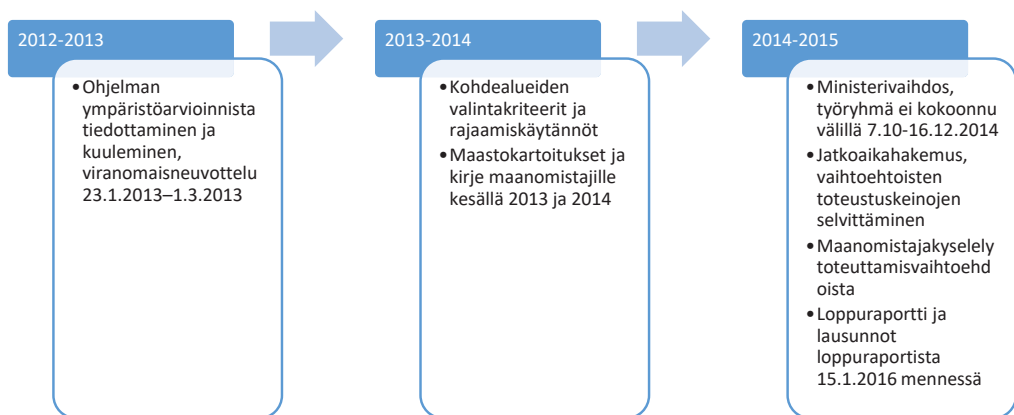 2012-2013
•Ohjelman
ympäristöarvioinnista
tiedottaminen ja
kuuleminen,
viranomaisneuvottelu
23.1.2013–1.3.2013
2013-2014
•Kohdealueiden
valintakriteerit ja
rajaamiskäytännöt
•Maastokartoitukset ja
kirje maanomistajille
kesällä 2013 ja 2014
2014-2015
•Ministerivaihdos,
työryhmä ei kokoonnu
välillä 7.10-16.12.2014
•Jatkoaikahakemus,
vaihtoehtoisten
toteustuskeinojen
selvittäminen
•Maanomistajakysely
toteuttamisvaihtoehd
oista
•Loppuraportti ja
lausunnot
loppuraportista
15.1.2016 mennessä